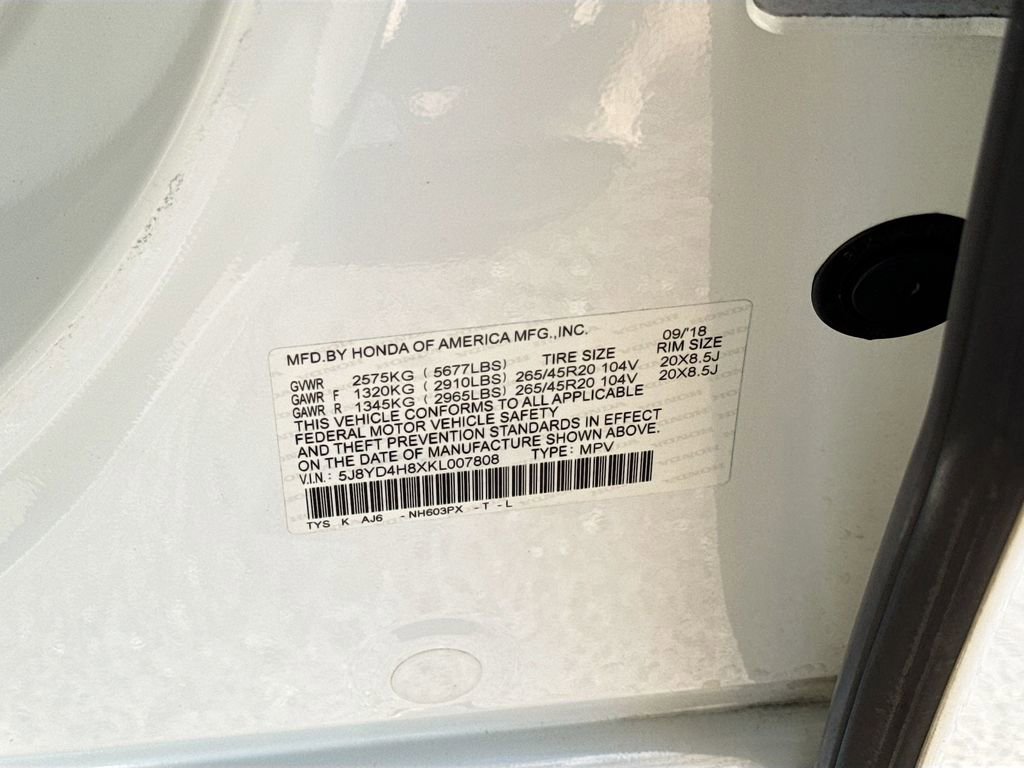 MFD.BY HONDA OF AMERICA MFG.,INC. 09/'18
TIRE SIZE RIM SIZE
GVWR 2575KG ( 5677LBS)
GAWR F 1320KG ( 2910LBS) 265/45R20 104V 20X8.5J
GAWR R 1345KG ( 2965LBS) 265/45R20 104V 20X8.5J
THIS VEHICLE CONFORMS TO ALL APPLICABLE
FEDERAL MOTOR VEHICLE SAFETY
AND THEFT PREVENTION STANDARDS IN EFFECT
ON THE DATE OF MANUFACTURE SHOWN ABOVE.
V.I.N.: 5J8YD4H8XKL007808 TYPE: MPV
TYS K AJ6 -NH603PX -T -L